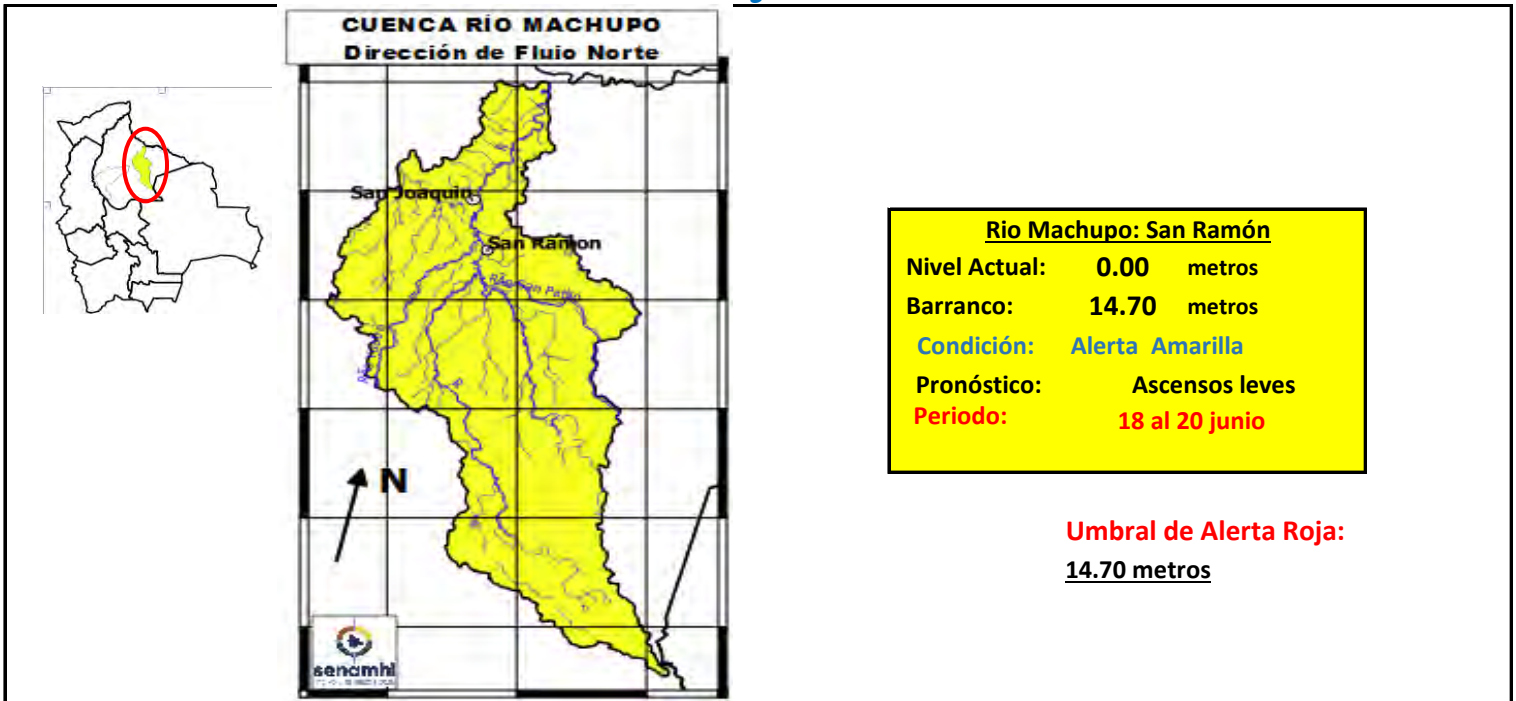 CUENCA RÍO MACHUPO
Dirección de Flujo Norte
San Joaquin
San Ramon
N
senamhi
Rio Machupo: San Ramón
Nivel Actual: 0.00 metros
Barranco: 14.70 metros
Condición: Alerta Amarilla
Pronóstico: Ascensos leves
Periodo: 18 al 20 junio
Umbral de Alerta Roja:
14.70 metros